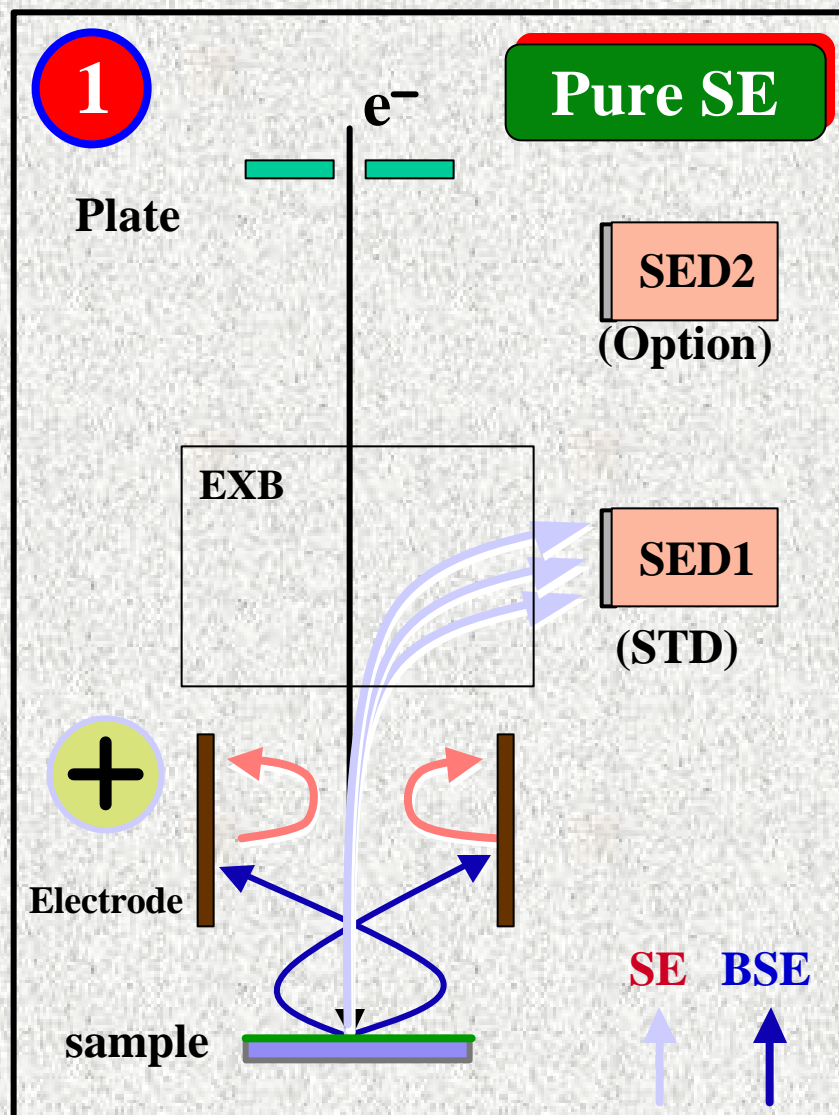 1
Pure SE
e−
Plate
SED2
(Option)
EXB
SED1
(STD)
+
Electrode
SE BSE
sample